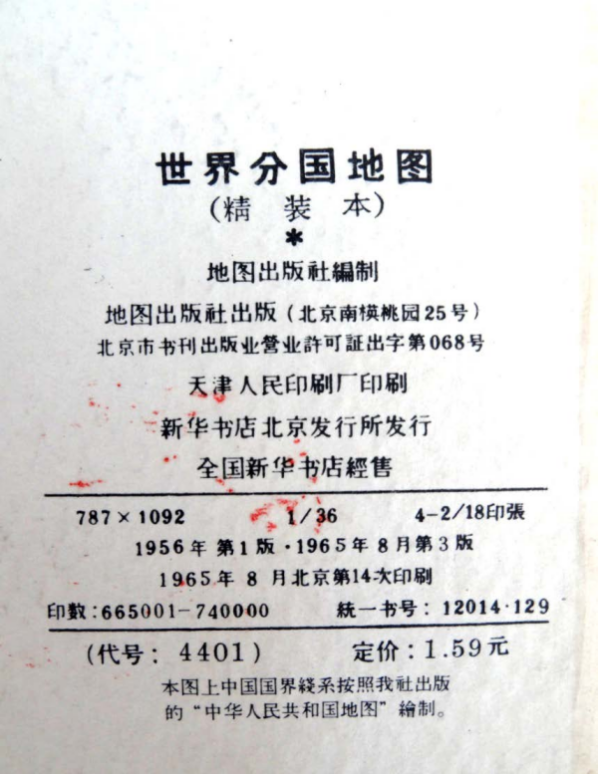 世界分国地图
（精 装 本）
*
地图出版社編制
地图出版社出版（北京南横桃园25号）
北京市书刊出版业營业許可証出字第068号
天津人民印刷厂印刷
新华书店北京发行所发行
全国新华书店經售
787×1092 1/36 4-2/18印張
1956年 第1版·1965年8月第3版
1965年 8 月北京第14次印刷
印数:665001-740000 統一书号: 12014·129
（代号: 4401） 定价:1.59元
本图上中国国界綫系按照我社出版
的“中华人民共和国地图”繪制。